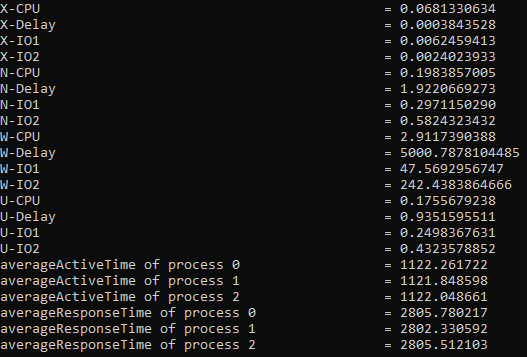 X-CPU = 0.0681330634
X-Delay = 0.0003843528
X-IO1 = 0.0062459413
X-IO2 = 0.0024023933
N-CPU = 0.1983857005
N-Delay = 1.9220669273
N-IO1 = 0.2971150290
N-IO2 = 0.5824323432
W-CPU = 2.9117390388
W-Delay = 5000.7878104485
W-IO1 = 47.5692956747
W-IO2 = 242.4383864666
U-CPU = 0.1755679238
U-Delay = 0.9351595511
U-IO1 = 0.2498367631
U-IO2 = 0.4323578852
averageActiveTime of process 0 = 1122.261722
averageActiveTime of process 1 = 1121.848598
averageActiveTime of process 2 = 1122.048661
averageResponseTime of process 0 = 2805.780217
averageResponseTime of process 1 = 2802.330592
averageResponseTime of process 2 = 2805.512103